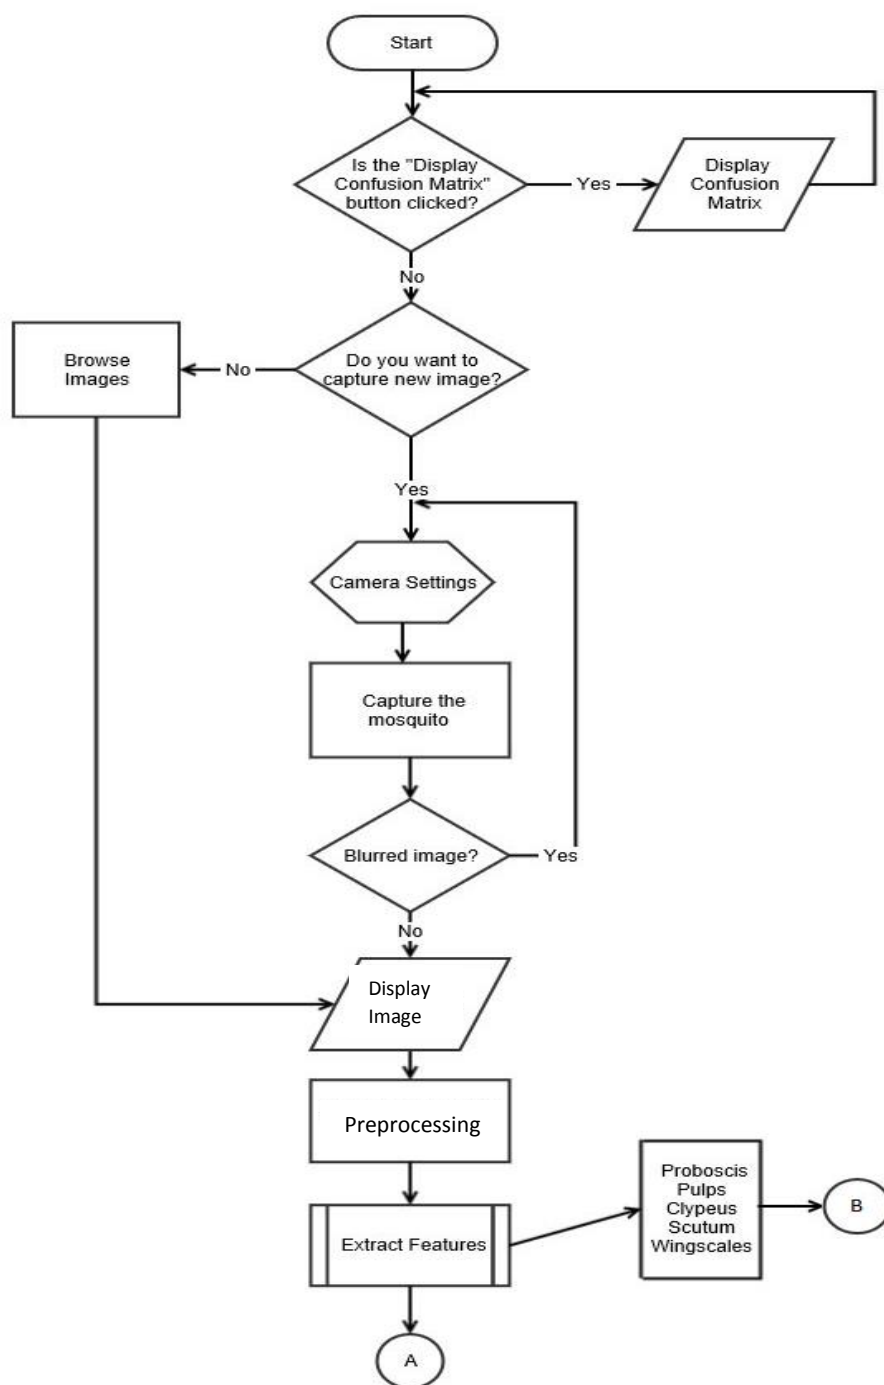 Start
Is the "Display
Confusion Matrix"
button clicked?
Yes
Display
Confusion
Matrix
No
Browse
Images
No
Do you want to
capture new image?
Yes
Camera Settings
Capture the
mosquito
Blurred image?
Yes
No
Display
Image
Preprocessing
Extract Features
Proboscis
Pulps
Clypeus
Scutum
Wingscales
B
A